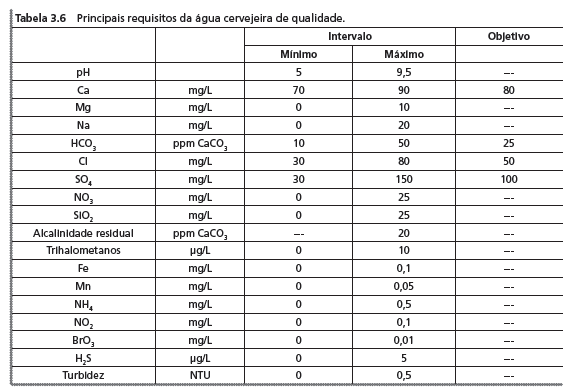 Tabela 3.6 Principais requisitos da água cervejeira de qualidade.
Intervalo Objetivo
Mínimo Máximo
pH 5 9,5 ---
Ca mg/L 70 90 80
Mg mg/L 0 10 ---
Na mg/L 0 20 ---
HCO3 ppm CaCO3 10 50 25
Cl mg/L 30 80 50
SO4 mg/L 30 150 100
NO3 mg/L 0 25 ---
SiO2 mg/L 0 25 ---
Alcalinidade residual ppm CaCO3 --- 20 ---
Trihalometanos µg/L 0 10 ---
Fe mg/L 0 0,1 ---
Mn mg/L 0 0,05 ---
NH4 mg/L 0 0,5 ---
NO2 mg/L 0 0,1 ---
BrO3 mg/L 0 0,01 ---
H2S µg/L 0 5 ---
Turbidez NTU 0 0,5 ---